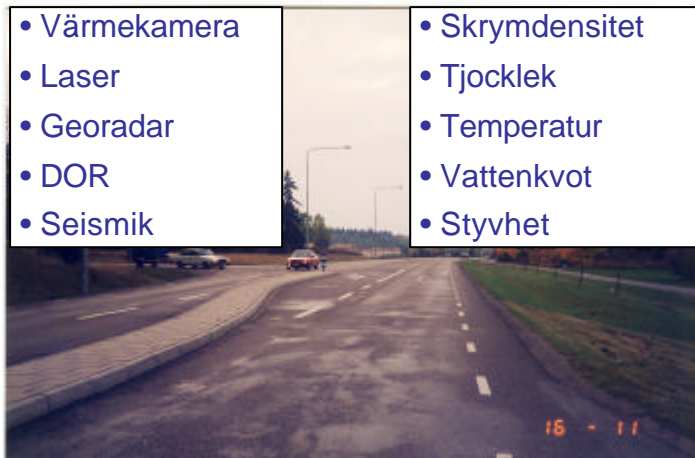 • Värmekamera
• Laser
• Georadar
• DOR
• Seismik
• Skrymdensitet
• Tjocklek
• Temperatur
• Vattenkvot
• Styvhet
16 - 11